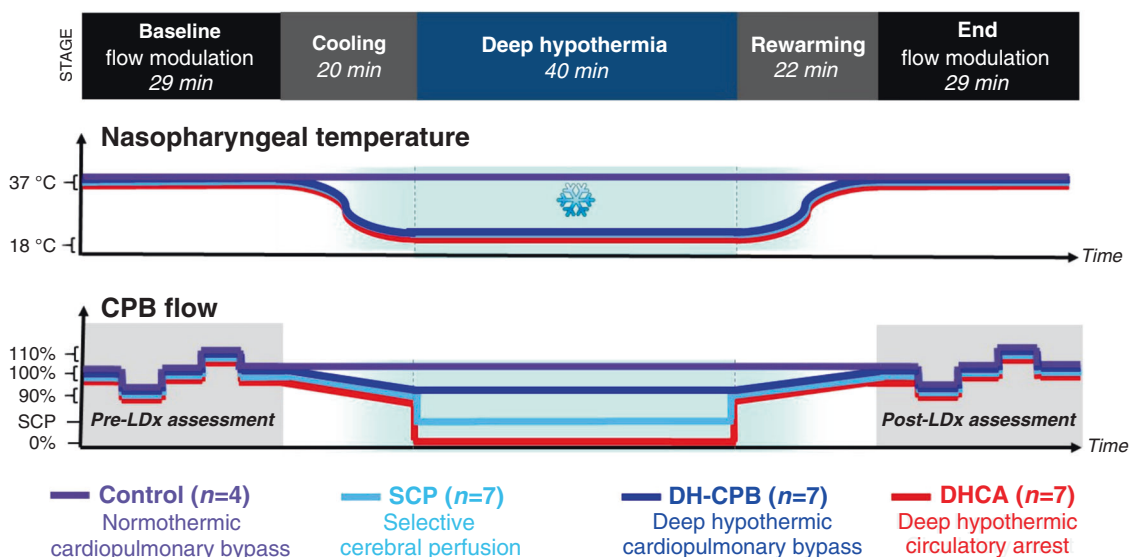 STAGE
Baseline
flow modulation
29 min
Cooling
20 min
Deep hypothermia
40 min
Rewarming
22 min
End
flow modulation
29 min
Nasopharyngeal temperature
37 °C
18 °C
Time
CPB flow
110%
100%
90%
SCP
0%
Pre-LDx assessment
Post-LDx assessment
Time
Control (n=4)
Normothermic
cardiopulmonary bypass
SCP (n=7)
Selective
cerebral perfusion
DH-CPB (n=7)
Deep hypothermic
cardiopulmonary bypass
DHCA (n=7)
Deep hypothermic
circulatory arrest